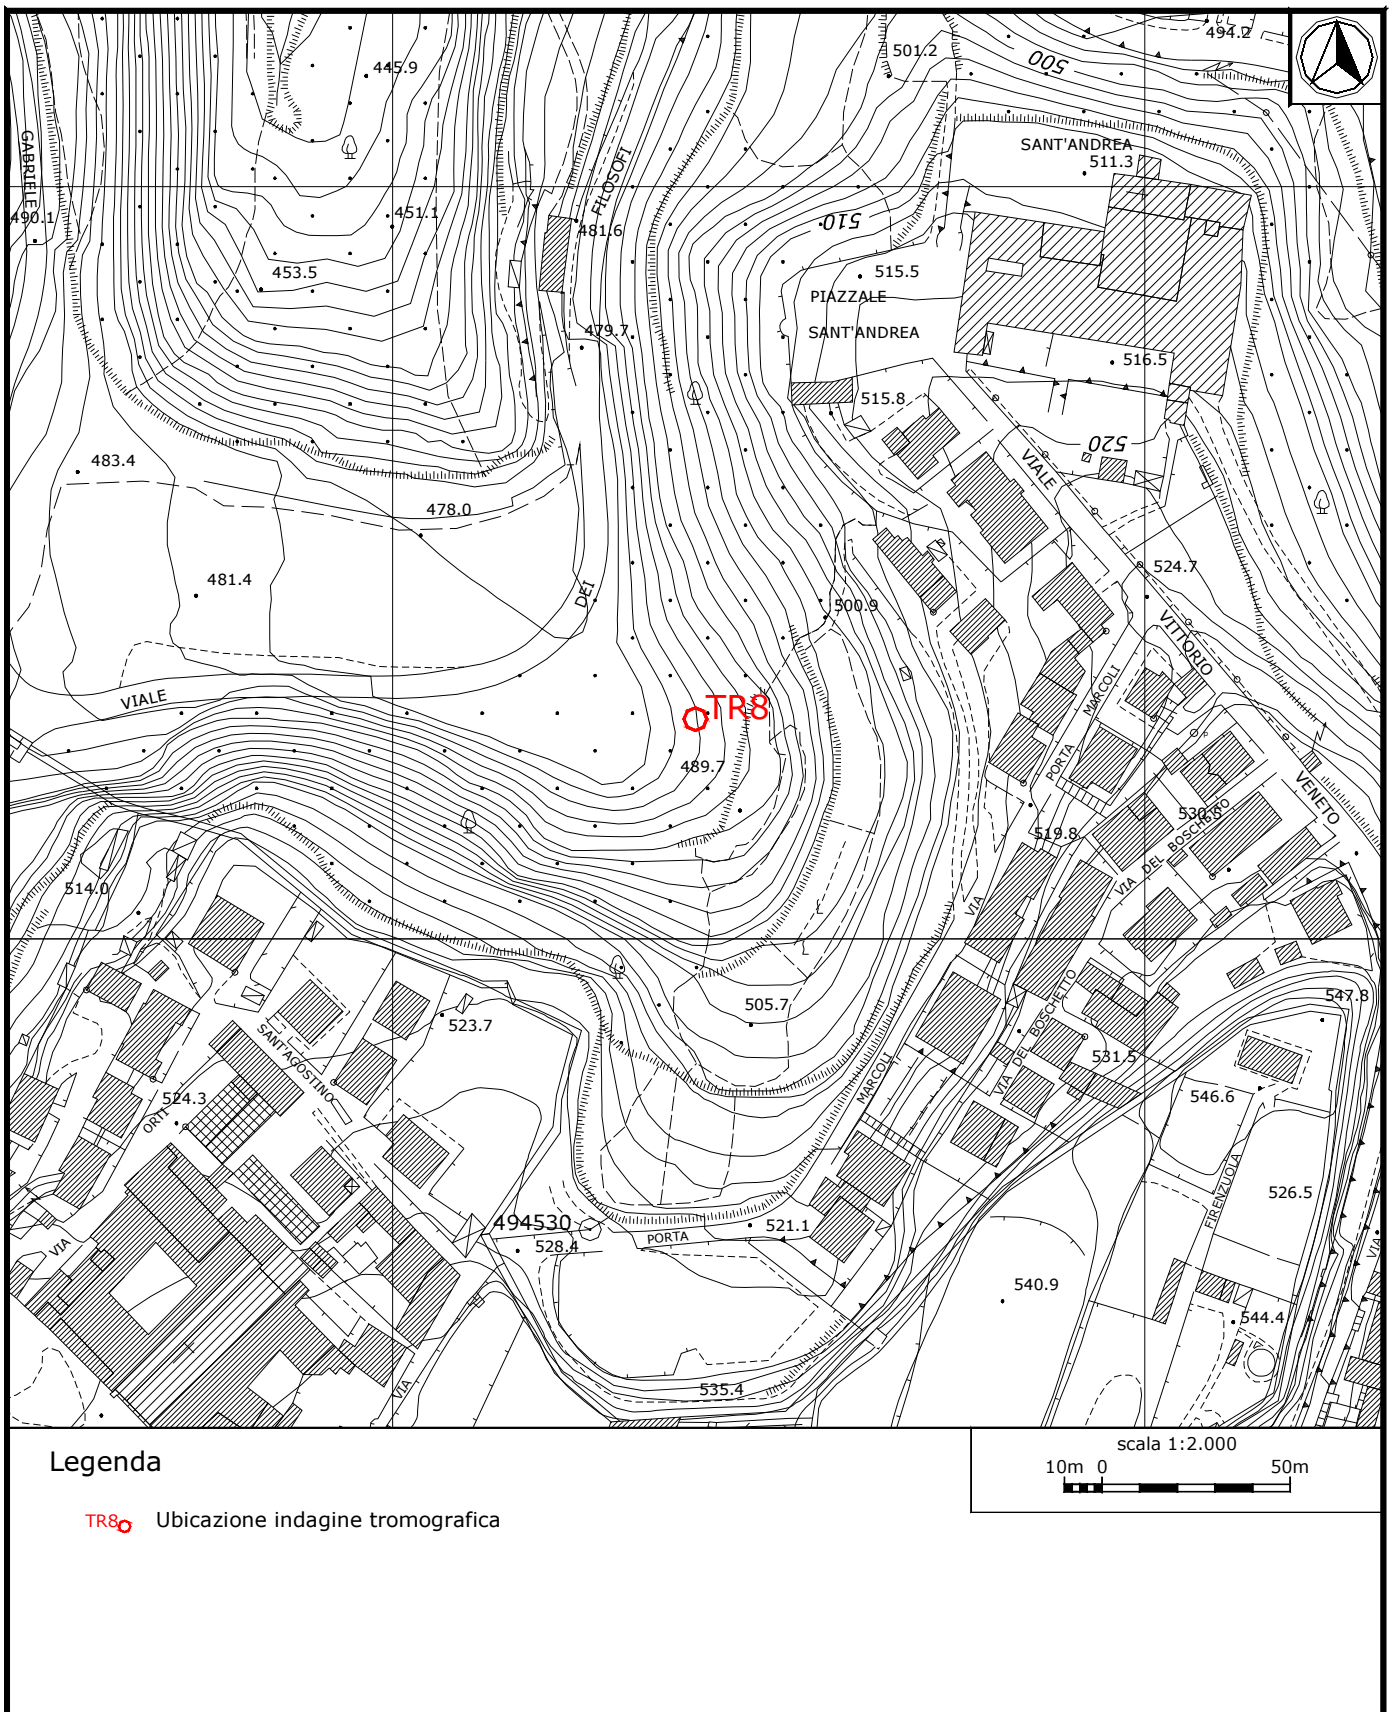 494.2
501.2
500
445.9
SANT'ANDREA
511.3
GABRIELE
FILOSOFI
490.1
451.1
481.6
510
453.5
515.5
PIAZZALE
SANT'ANDREA
479.7
516.5
515.8
520
483.4
VIALE
478.0
481.4
524.7
DEI
500.9
VITTORIO
VIALE
MARCOLI
TR8
PORTA
P
489.7
VENETO
530.5
519.8
VIA DEL BOSCHETTO
514.0
VIA
505.7
547.8
523.7
SANT'AGOSTINO
VIA DEL BOSCHETTO
531.5
MARCOLI
546.6
524.3
ORTI
FIRENZUOLA
526.5
494530
521.1
528.4
PORTA
VIA
VIA
540.9
544.4
535.4
VIA
Legenda
scala 1:2.000
10m 0 50m
TR8 Ubicazione indagine tromografica